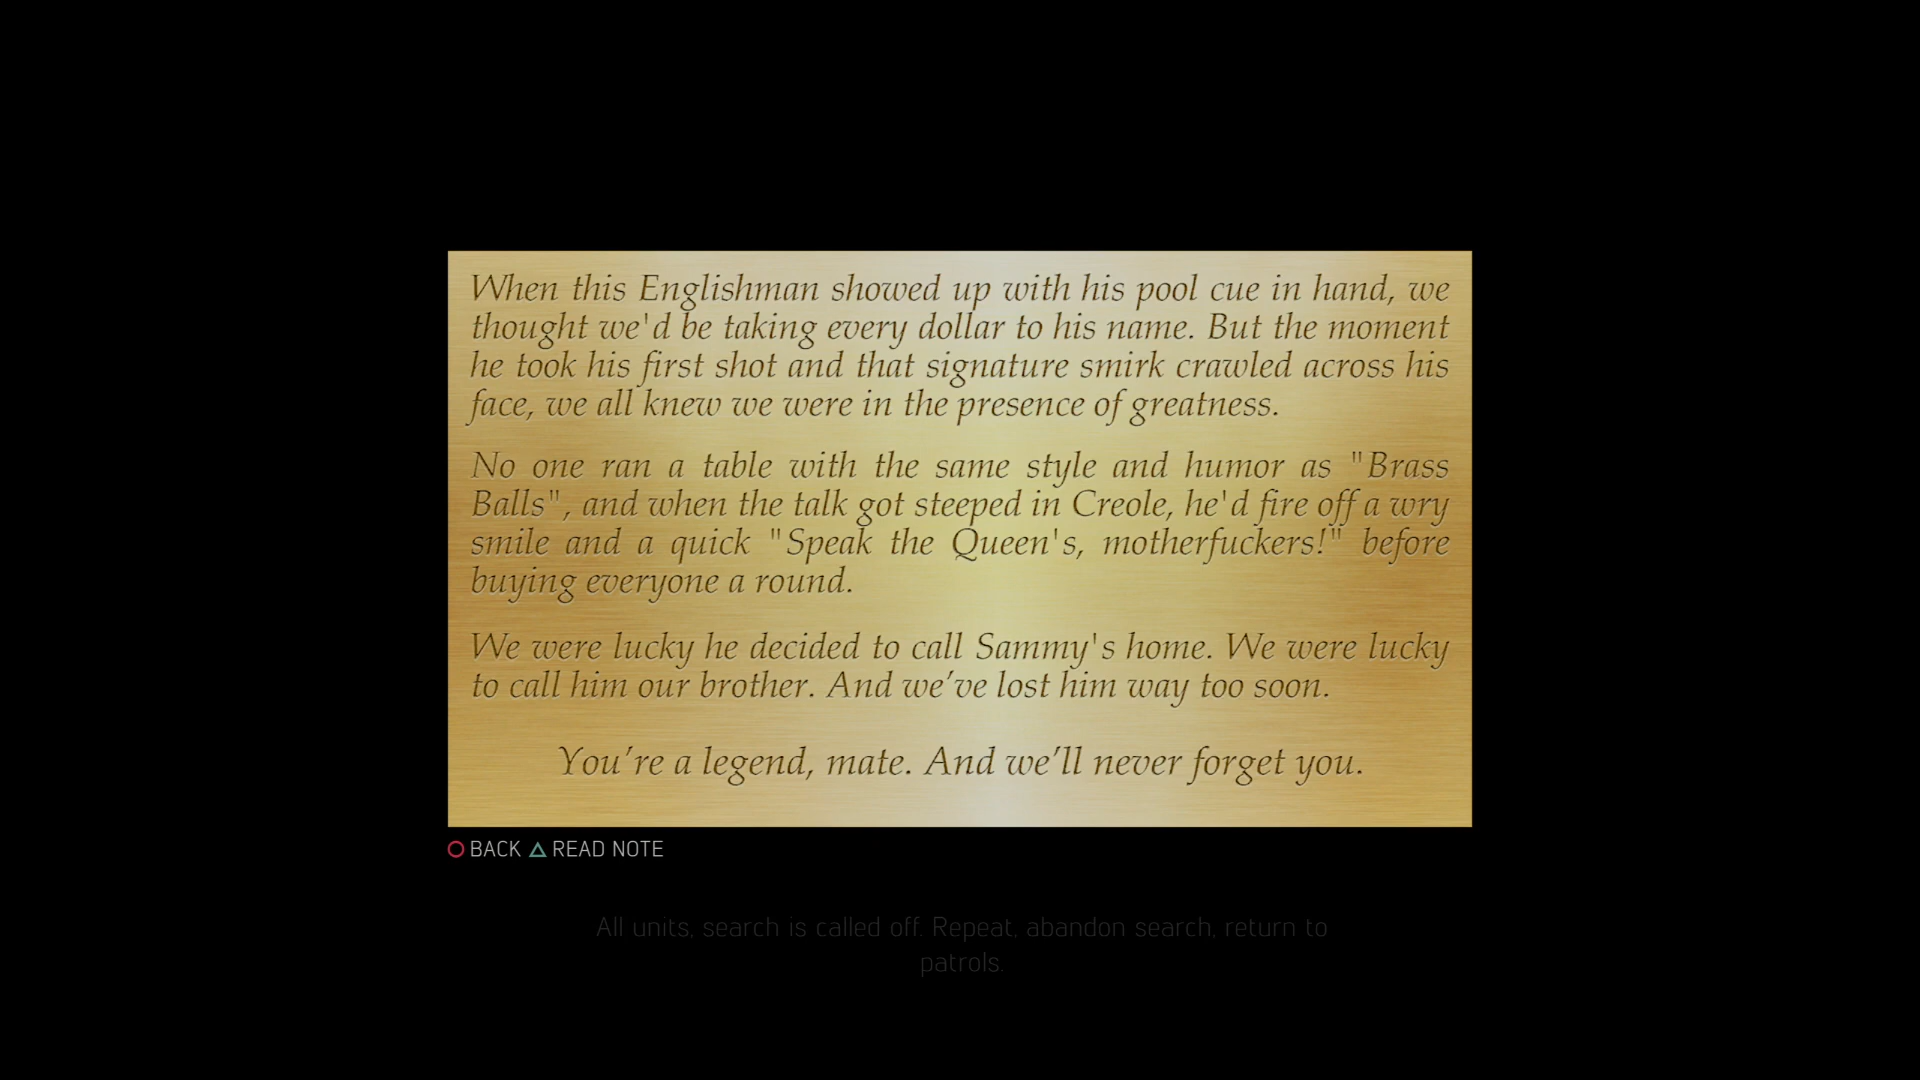 When this Englishman showed up with his pool cue in hand, we
thought we'd be taking every dollar to his name. But the moment
he took his first shot and that signature smirk crawled across his
face, we all knew we were in the presence of greatness.
No one ran a table with the same style and humor as "Brass
Balls", and when the talk got steeped in Creole, he'd fire off a wry
smile and a quick "Speak the Queen's, motherfuckers!" before
buying everyone a round.
We were lucky he decided to call Sammy's home. We were lucky
to call him our brother. And we’ve lost him way too soon.
You’re a legend, mate. And we’ll never forget you.
BACK READ NOTE
All units, search is called off. Repeat, abandon search, return to
patrols.